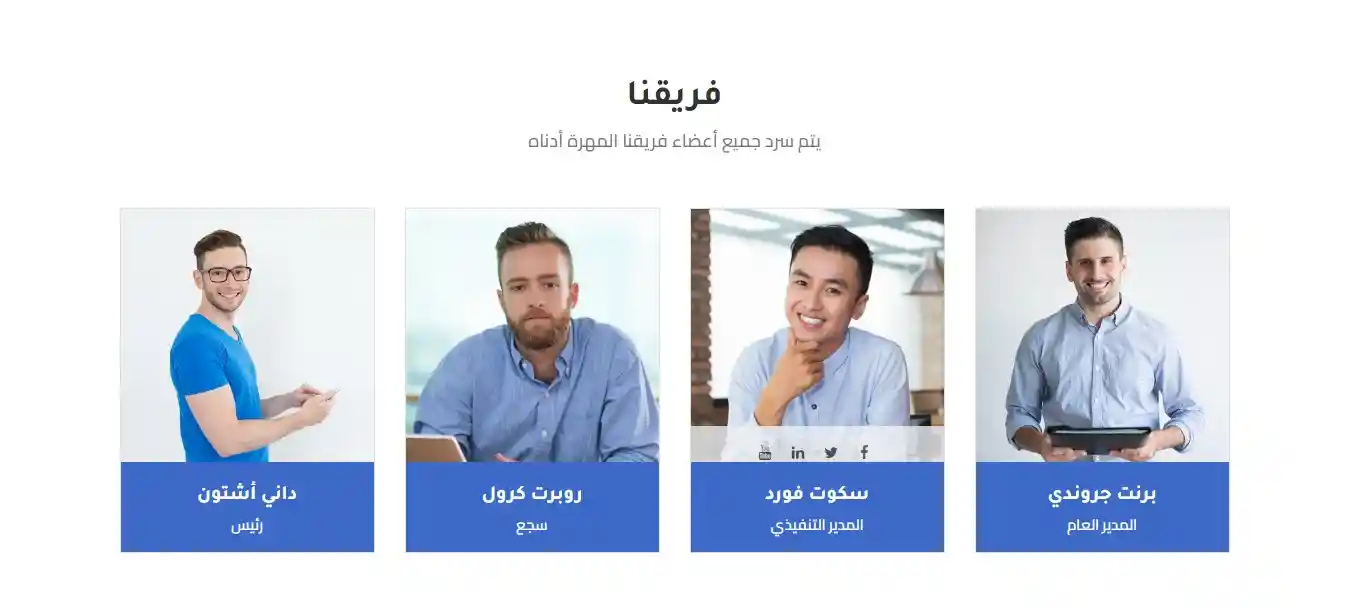 فريقنا
يتم سرد جميع أعضاء فريقنا المهرة أدناه
برنت جروندي
المدير العام
سكوت فورد
المدير التنفيذي
روبرت كرول
سجع
داني أشتون
رئيس